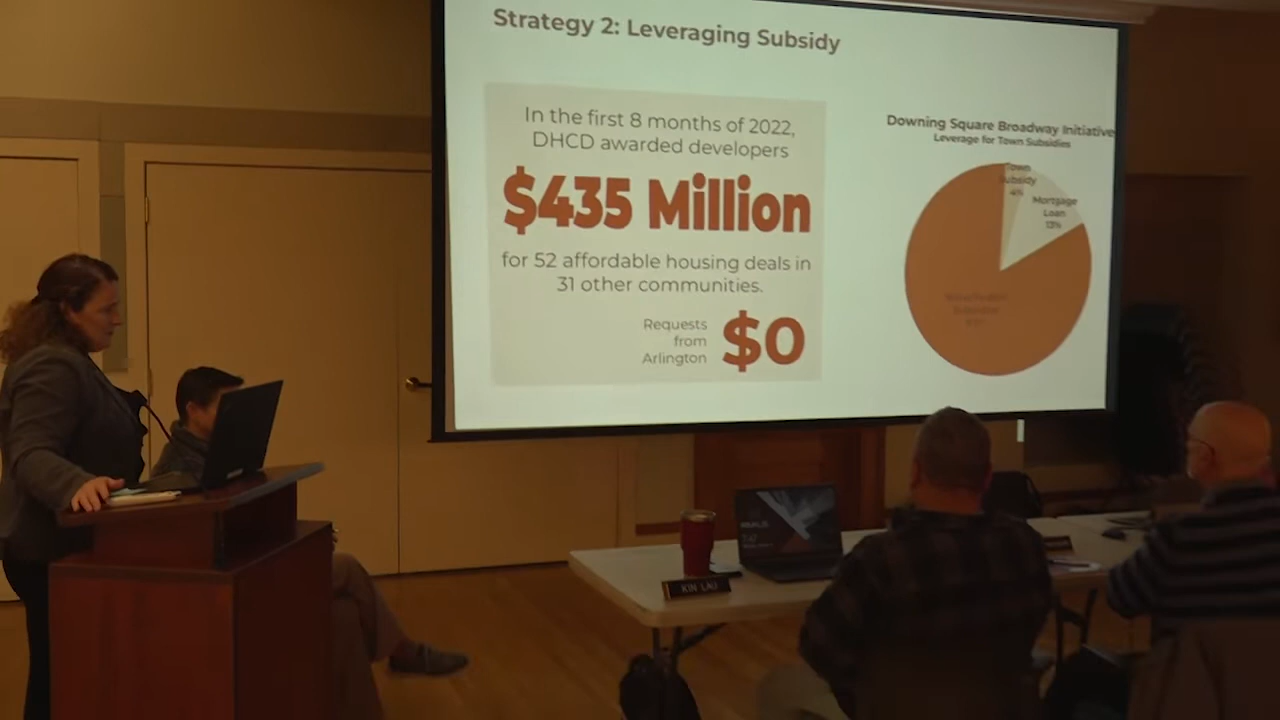 Strategy 2: Leveraging Subsidy
In the first 8 months of 2022,
DHCD awarded developers
$435 Million
for 52 affordable housing deals in
31 other communities.
Requests
from
Arlington
$0
Downing Square Broadway Initiative
Leverage for Town Subsidies
Town
Subsidy
4%
Mortgage
Loan
13%
KIN LAU